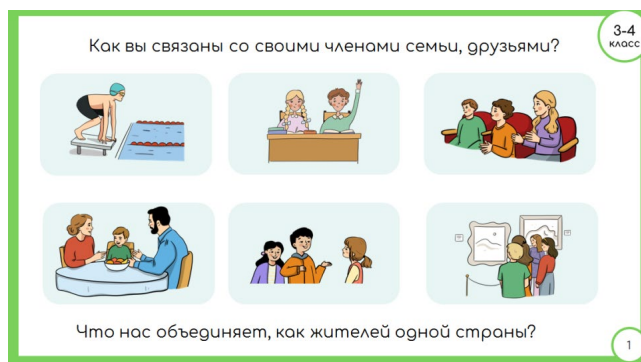 3-4
класс
Как вы связаны со своими членами семьи, друзьями?
Что нас объединяет, как жителей одной страны?
1